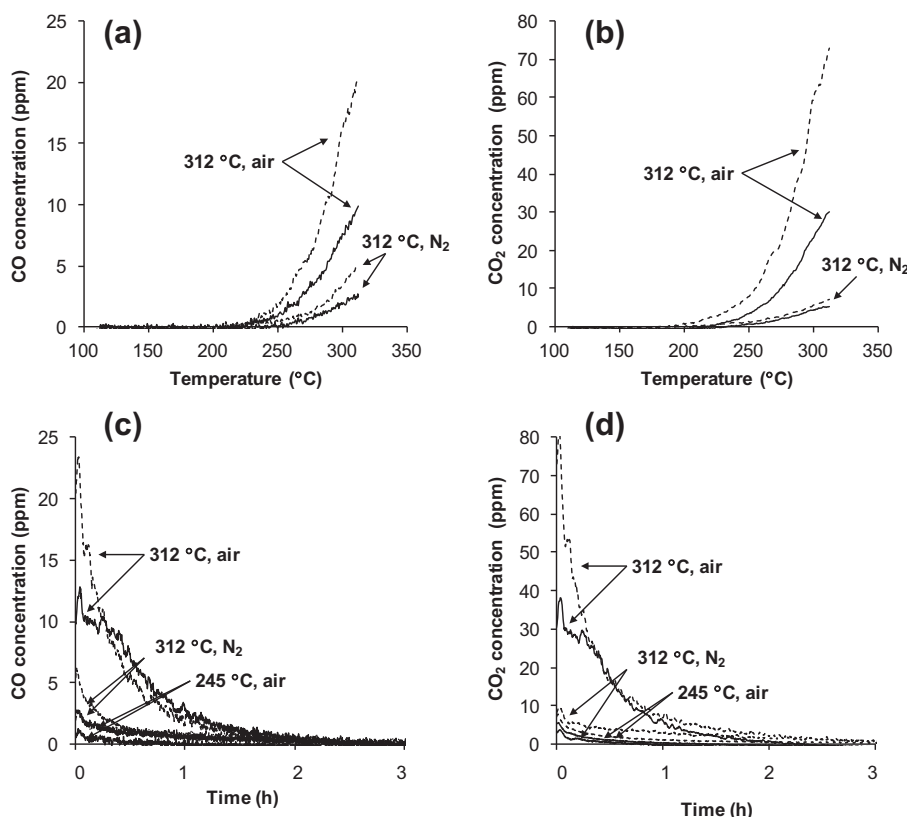 (a)
CO concentration (ppm)
25
20
15
10
5
0
312 °C, air
312 °C, N2
100 150 200 250 300 350
Temperature (°C)
(b)
CO2 concentration (ppm)
80
70
60
50
40
30
20
10
0
312 °C, air
312 °C, N2
100 150 200 250 300 350
Temperature (°C)
(c)
CO concentration (ppm)
25
20
15
10
5
0
312 °C, air
312 °C, N2
245 °C, air
0 1 2 3
Time (h)
(d)
CO2 concentration (ppm)
80
70
60
50
40
30
20
10
0
312 °C, air
312 °C, N2
245 °C, air
0 1 2 3
Time (h)